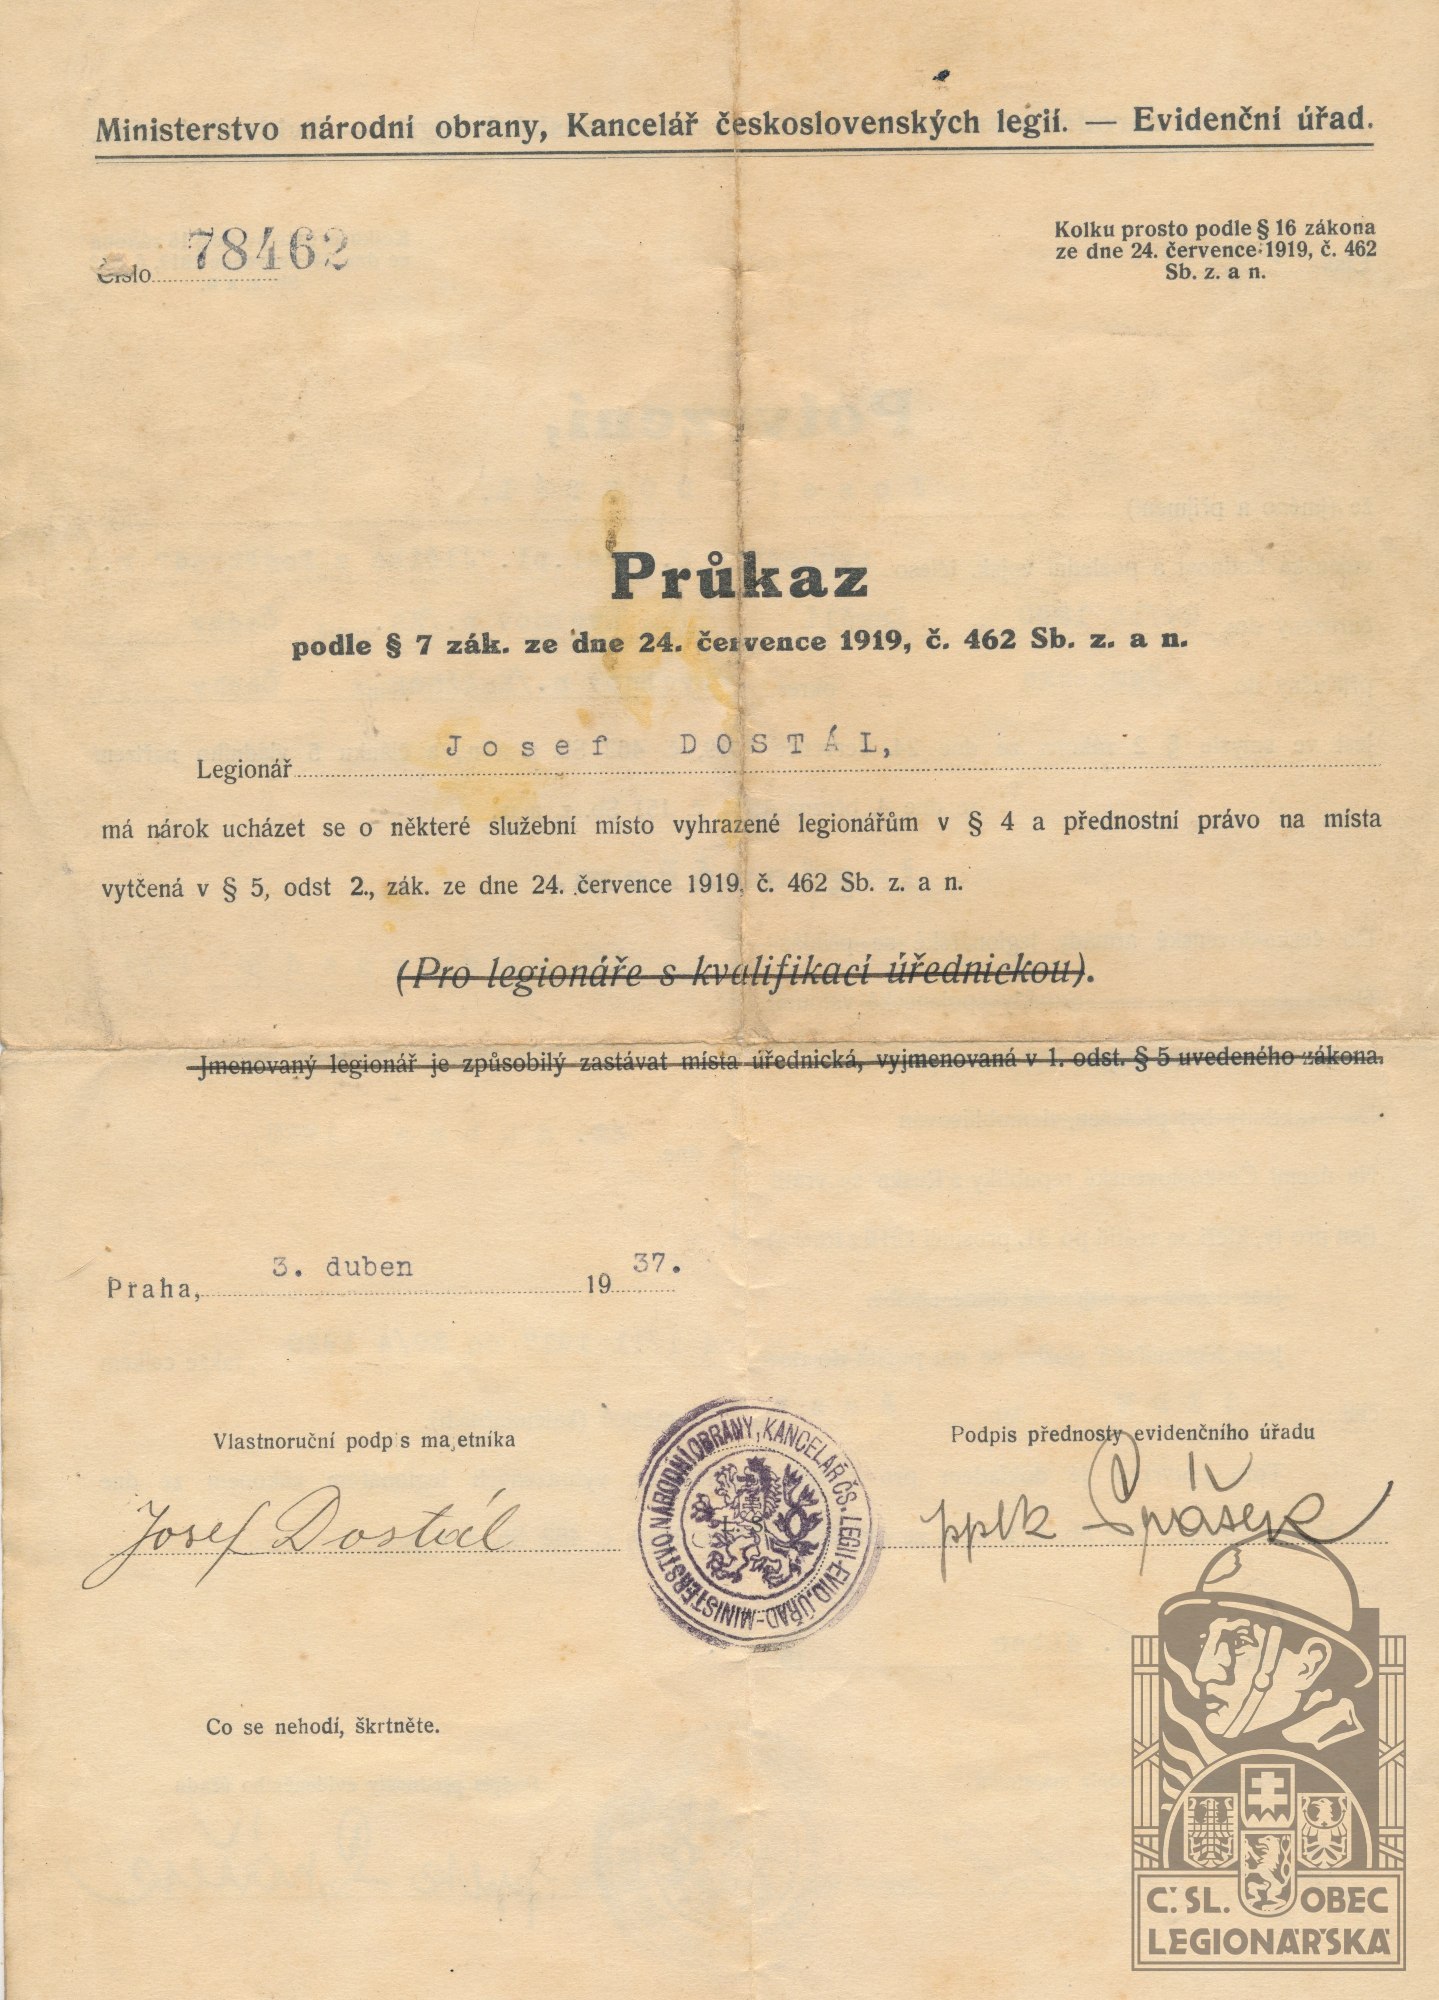 Ministerstvo národní obrany, Kancelář československých legií. — Evidenční úřad.
Číslo 78462
Kolku prosto podle § 16 zákona
ze dne 24. července 1919, č. 462
Sb. z. a n.
Průkaz
podle § 7 zák. ze dne 24. července 1919, č. 462 Sb. z. a n.
Legionář Josef DOSTÁL,
má nárok ucházet se o některé služební místo vyhrazené legionářům v § 4 a přednostní právo na místa
vytčená v § 5, odst 2., zák. ze dne 24. července 1919, č. 462 Sb. z. a n.
(Pro legionáře s kvalifikací úřednickou).
Jmenovaný legionář je způsobilý zastávat místa úřednická, vyjmenovaná v 1. odst. § 5 uvedeného zákona.
Praha, 3. duben 1937.
Vlastnoruční podpis majetníka
Podpis přednosty evidenčního úřadu
Josef Dostál
pplk
MINISTERSTVO NÁRODNÍ OBRANY, KANCELÁŘ ČS. LEGIÍ-EVID. ÚŘAD-
Co se nehodí, škrtněte.
Č.SL. OBEC
LEGIONÁŘSKÁ